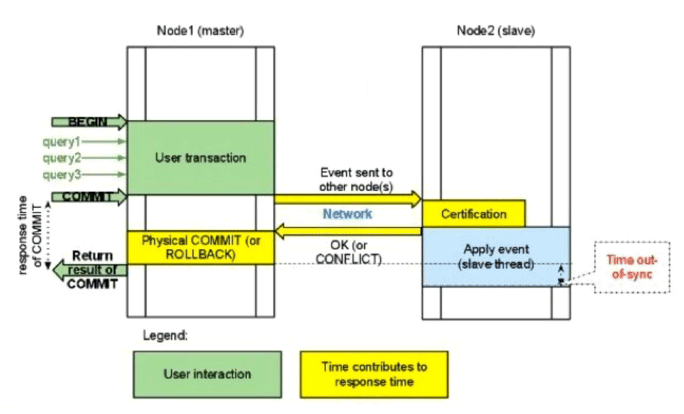 Node1 (master)
Node2 (slave)
BEGIN
query1
query2
query3
User transaction
COMMIT
Event sent to
other node(s)
Network
Certification
response time
of COMMIT
Physical COMMIT (or
ROLLBACK)
OK (or
CONFLICT)
Apply event
(slave thread)
Time out-
of-sync
Return
result of
COMMIT
Legend:
User interaction
Time contributes to
response time